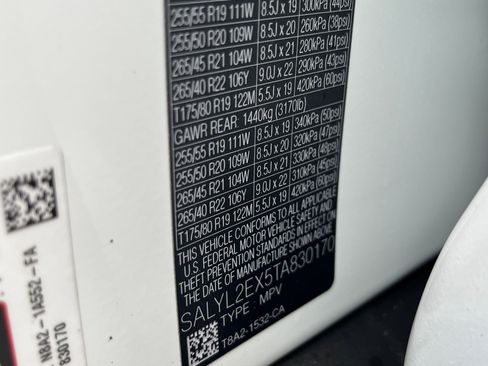 255/55 R19 111W 8.5J x 19 300kPa (44psi)
255/50 R20 109W 8.5J x 20 260kPa (38psi)
265/45 R21 104W 8.5J x 21 280kPa (41psi)
265/40 R22 106Y 9.0J x 22 290kPa (43psi)
T175/80 R19 122M 5.5J x 19 420kPa (60psi)
GAWR REAR: 1440kg (3170lb)
255/55 R19 111W 8.5J x 19 340kPa (50psi)
255/50 R20 109W 8.5J x 20 320kPa (47psi)
265/45 R21 104W 8.5J x 21 330kPa (48psi)
265/40 R22 106Y 9.0J x 22 310kPa (45psi)
T175/80 R19 122M 5.5J x 19 420kPa (60psi)
THIS VEHICLE CONFORMS TO ALL APPLICABLE
U.S. FEDERAL MOTOR VEHICLE SAFETY AND
THEFT PREVENTION STANDARDS IN EFFECT ON
THE DATE OF MANUFACTURE SHOWN ABOVE.
SALYL2EX5TA830170
TYPE: MPV
T8A2-1532-CA
N8A2-1A552-FA
830170